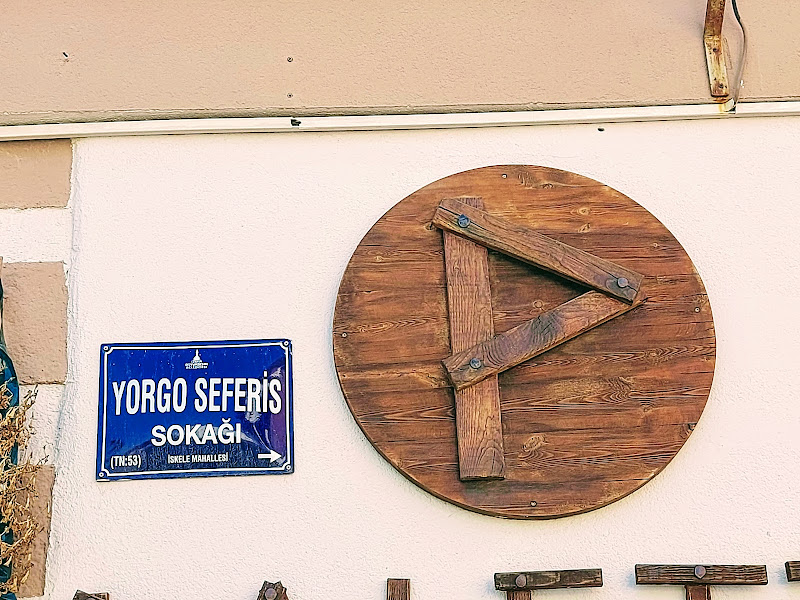 YORGO SEFERİS
SOKAĞI
(TN:53) İSKELE MAHALLESİ
P